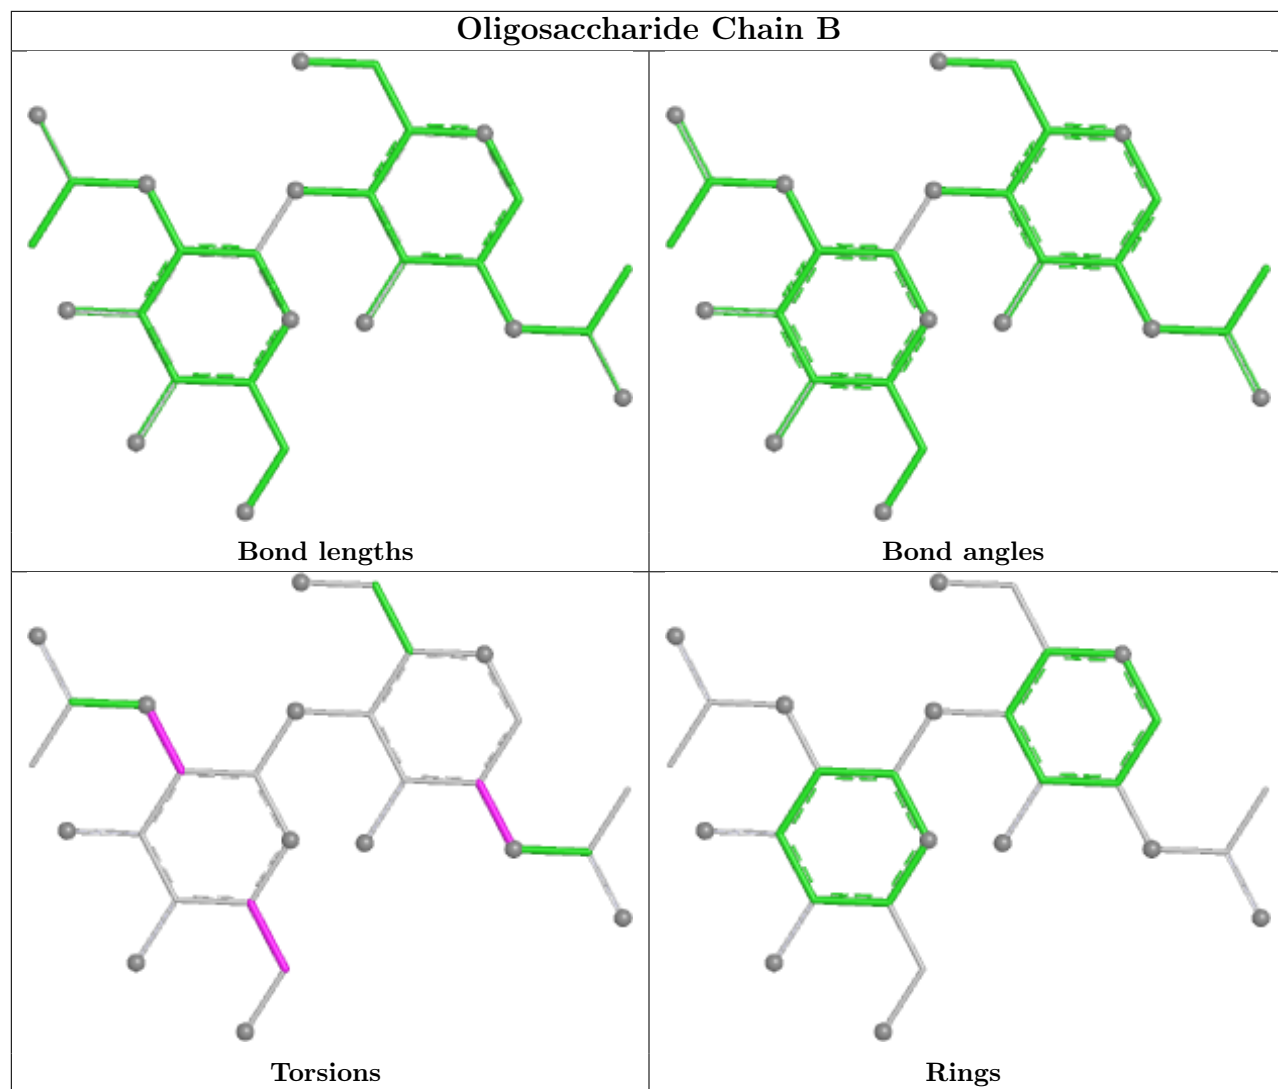 Oligosaccharide Chain B
Bond lengths
Bond angles
Torsions
Rings